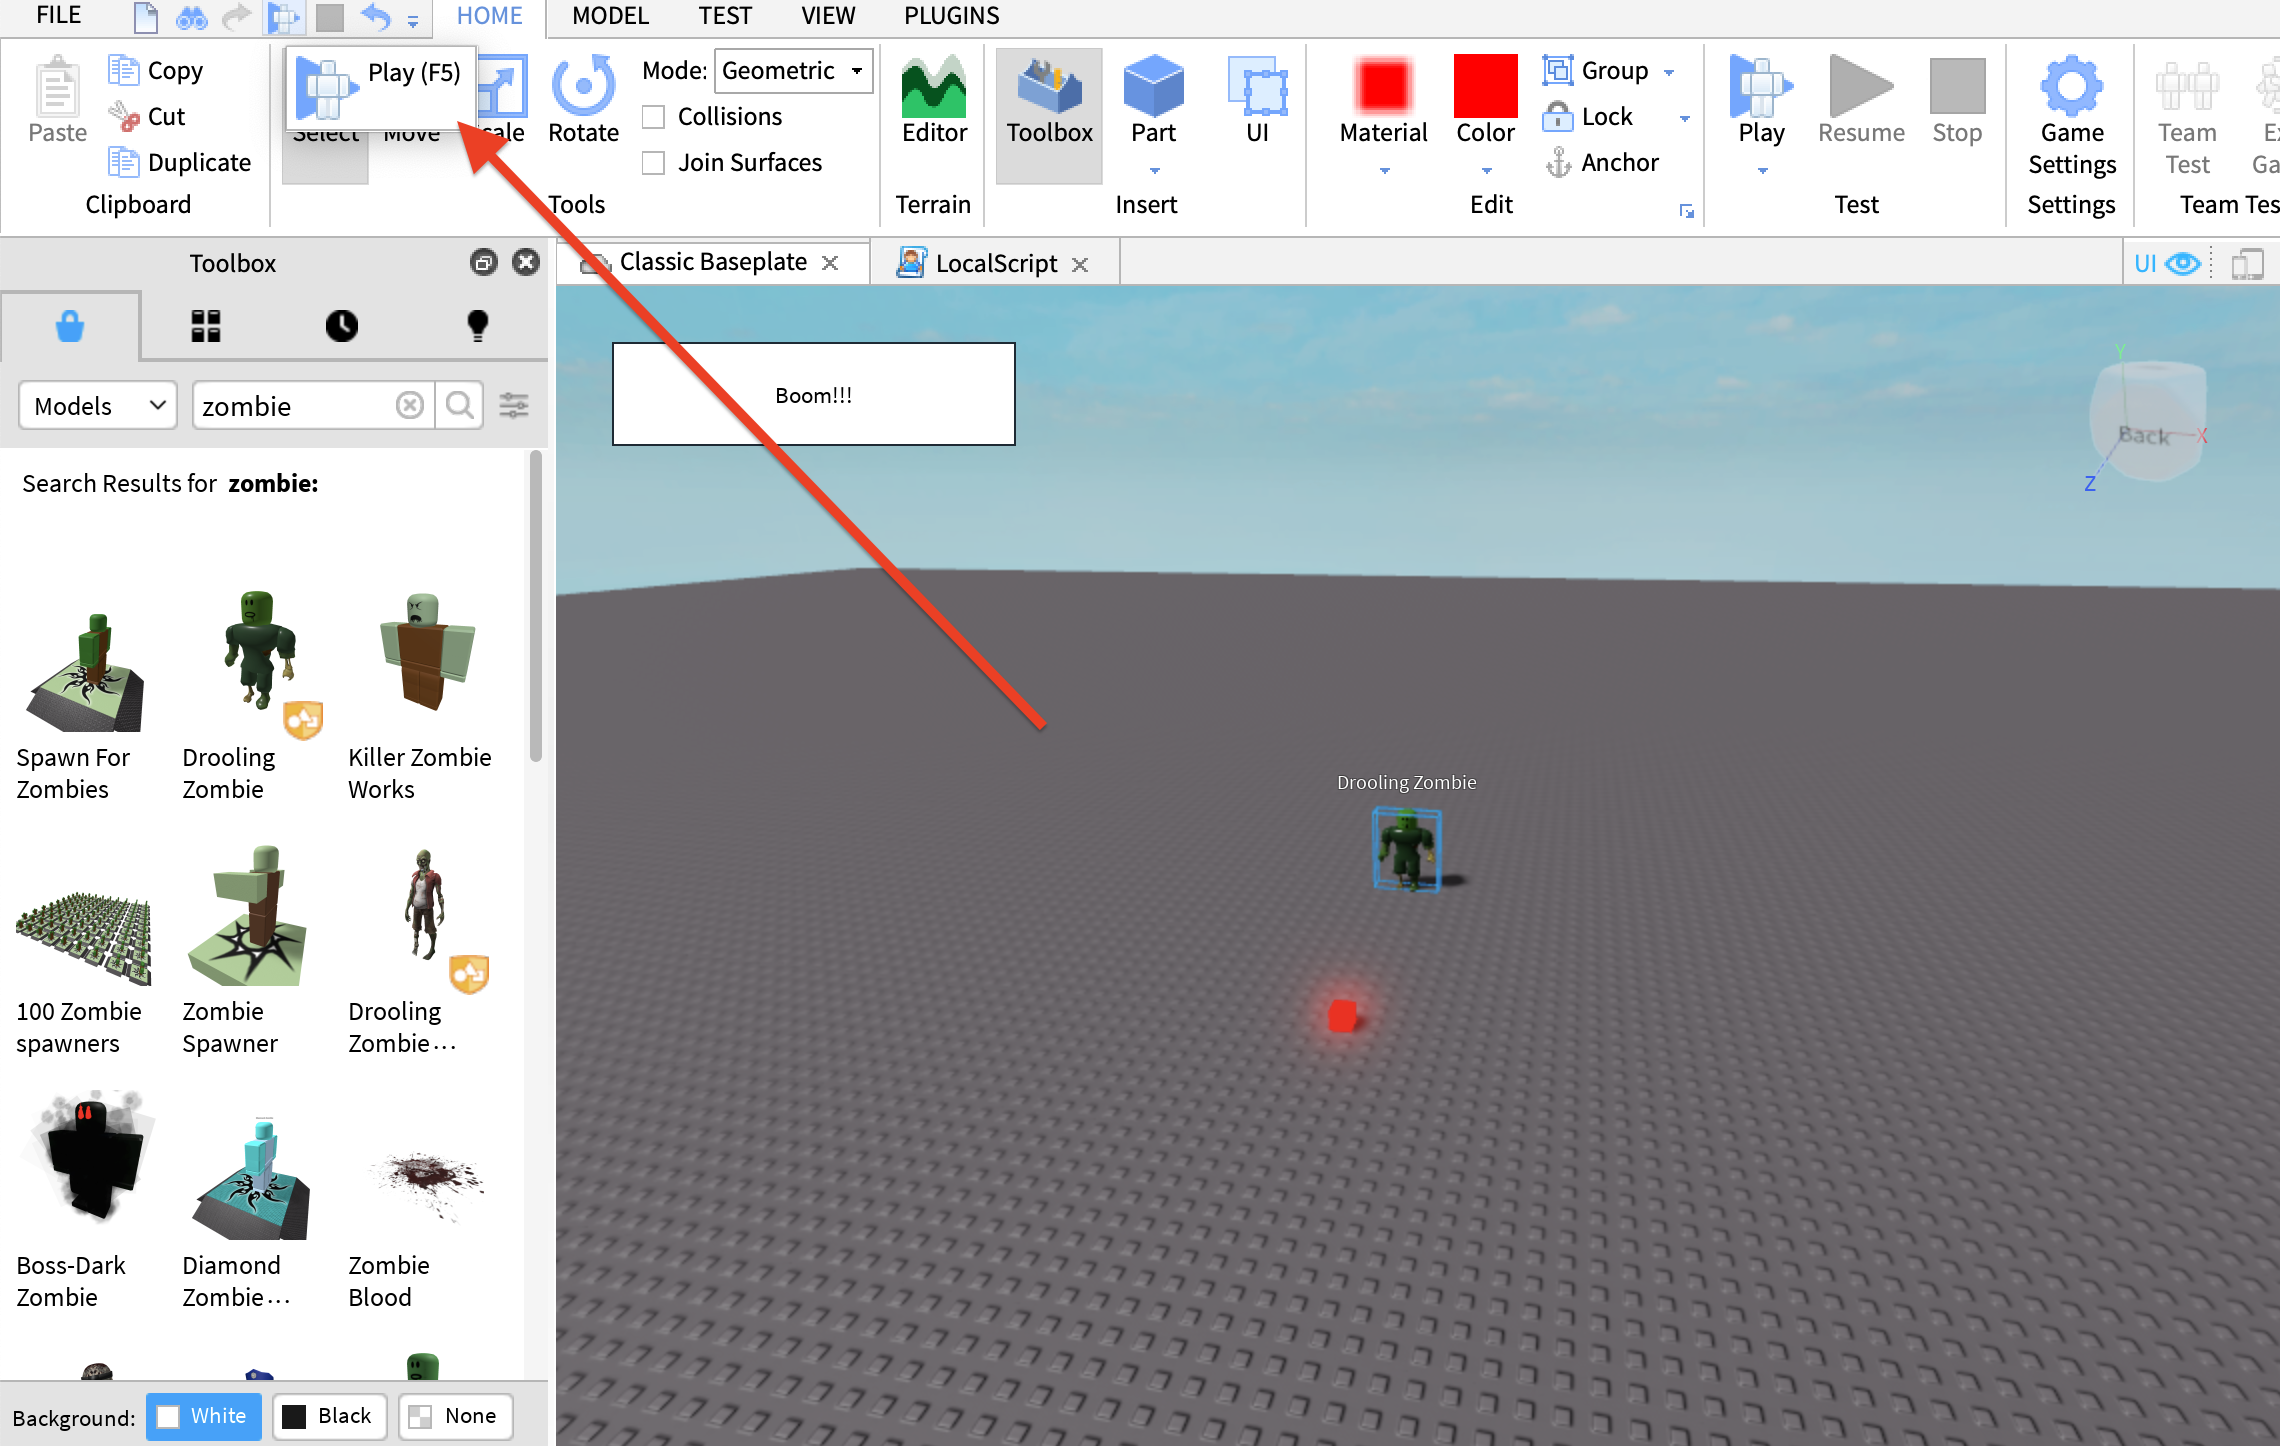 FILE
HOME
MODEL
TEST
VIEW
PLUGINS
Paste
Copy
Cut
Duplicate
Clipboard
Play (F5)
Select
Move
Scale
Rotate
Mode: Geometric
Collisions
Join Surfaces
Tools
Editor
Terrain
Toolbox
Part
UI
Insert
Material
Color
Group
Lock
Anchor
Edit
Play
Resume
Stop
Test
Game
Settings
Settings
Team
Test
Ex
Ga
Team Tes
Toolbox
Classic Baseplate
LocalScript
UI
Models
zombie
Search Results for zombie:
Spawn For
Zombies
Drooling
Zombie
Killer Zombie
Works
100 Zombie
spawners
Zombie
Spawner
Drooling
Zombie...
Boss-Dark
Zombie
Diamond
Zombie...
Zombie
Blood
Background: White Black None
Boom!!!
Y
Back
X
Z
Drooling Zombie